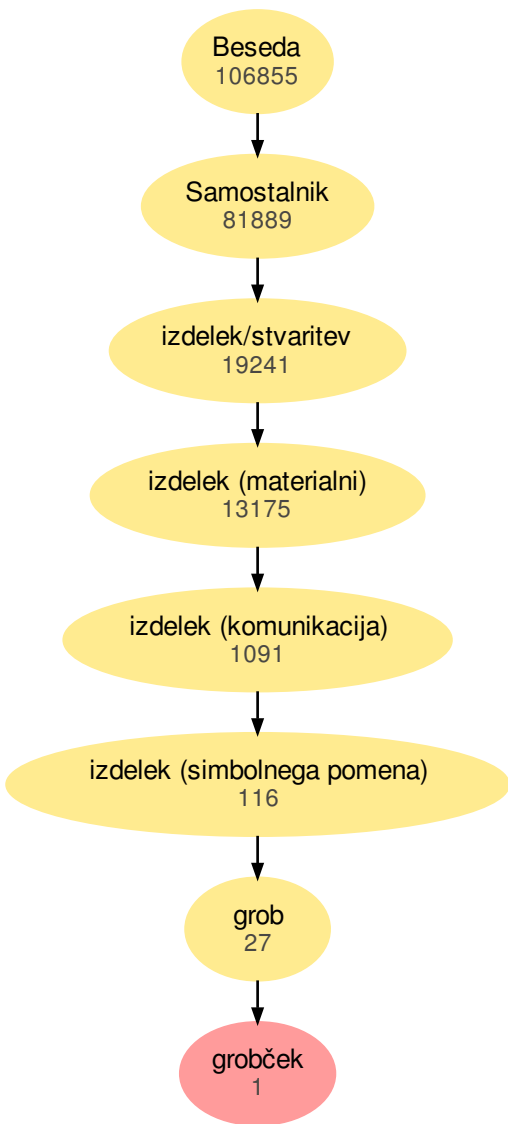 Beseda
106855
Samostalnik
81889
izdelek/stvaritev
19241
izdelek (materialni)
13175
izdelek (komunikacija)
1091
izdelek (simbolnega pomena)
116
grob
27
grobček
1